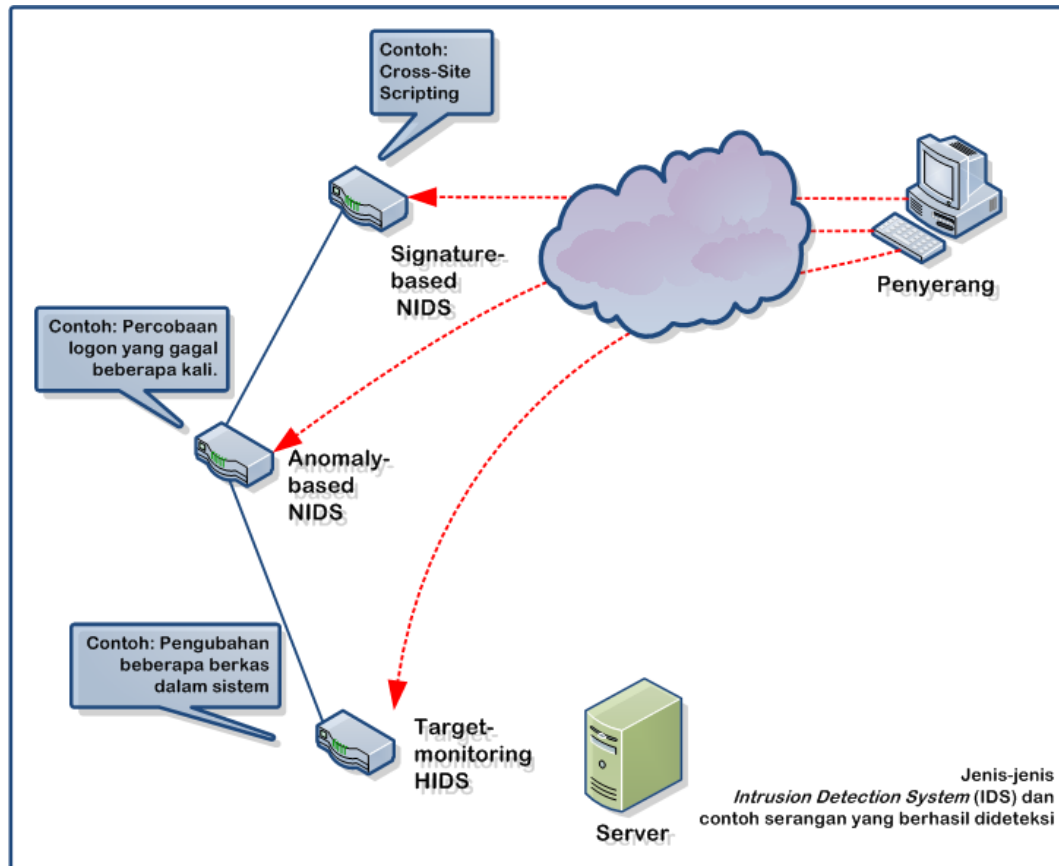 Contoh:
Cross-Site
Scripting
Signature-
based
NIDS
Penyerang
Contoh: Percobaan
logon yang gagal
beberapa kali.
Anomaly-
based
NIDS
Contoh: Pengubahan
beberapa berkas
dalam sistem
Target-
monitoring
HIDS
Server
Jenis-jenis
Intrusion Detection System (IDS) dan
contoh serangan yang berhasil dideteksi